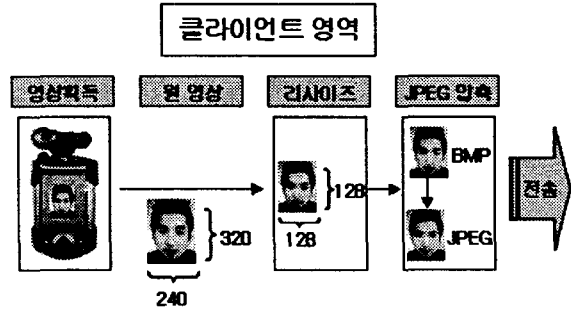 클라이언트 영역
영상획득
원 영상
리사이즈
JPEG 압축
320
240
128
128
BMP
JPEG
전송